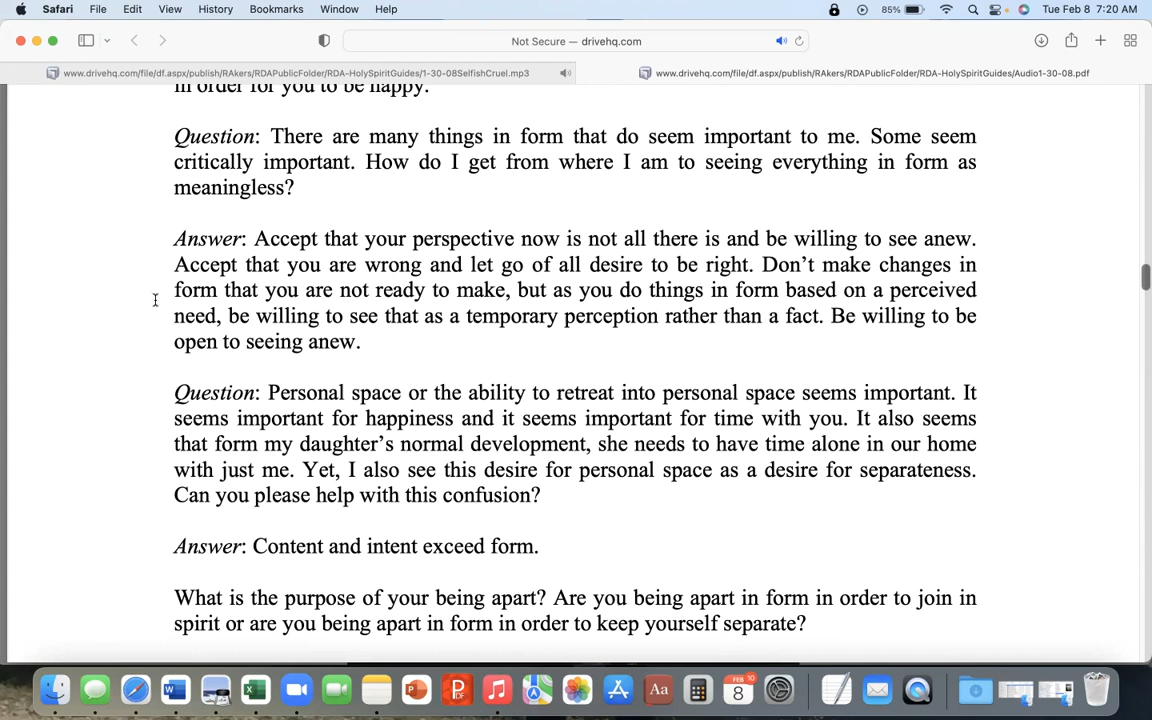 Safari File Edit View History Bookmarks Window Help 85% Tue Feb 8 7:20 AM
Not Secure — drivehq.com
www.drivehq.com/file/df.aspx/publish/RAkers/RDAPublicFolder/RDA-HolySpiritGuides/1-30-08SelfishCruel.mp3 www.drivehq.com/file/df.aspx/publish/RAkers/RDAPublicFolder/RDA-HolySpiritGuides/Audio1-30-08.pdf
in order for you to be happy.
Question: There are many things in form that do seem important to me. Some seem
critically important. How do I get from where I am to seeing everything in form as
meaningless?
Answer: Accept that your perspective now is not all there is and be willing to see anew.
Accept that you are wrong and let go of all desire to be right. Don’t make changes in
form that you are not ready to make, but as you do things in form based on a perceived
need, be willing to see that as a temporary perception rather than a fact. Be willing to be
open to seeing anew.
Question: Personal space or the ability to retreat into personal space seems important. It
seems important for happiness and it seems important for time with you. It also seems
that form my daughter’s normal development, she needs to have time alone in our home
with just me. Yet, I also see this desire for personal space as a desire for separateness.
Can you please help with this confusion?
Answer: Content and intent exceed form.
What is the purpose of your being apart? Are you being apart in form in order to join in
spirit or are you being apart in form in order to keep yourself separate?
FEB
8
Aa